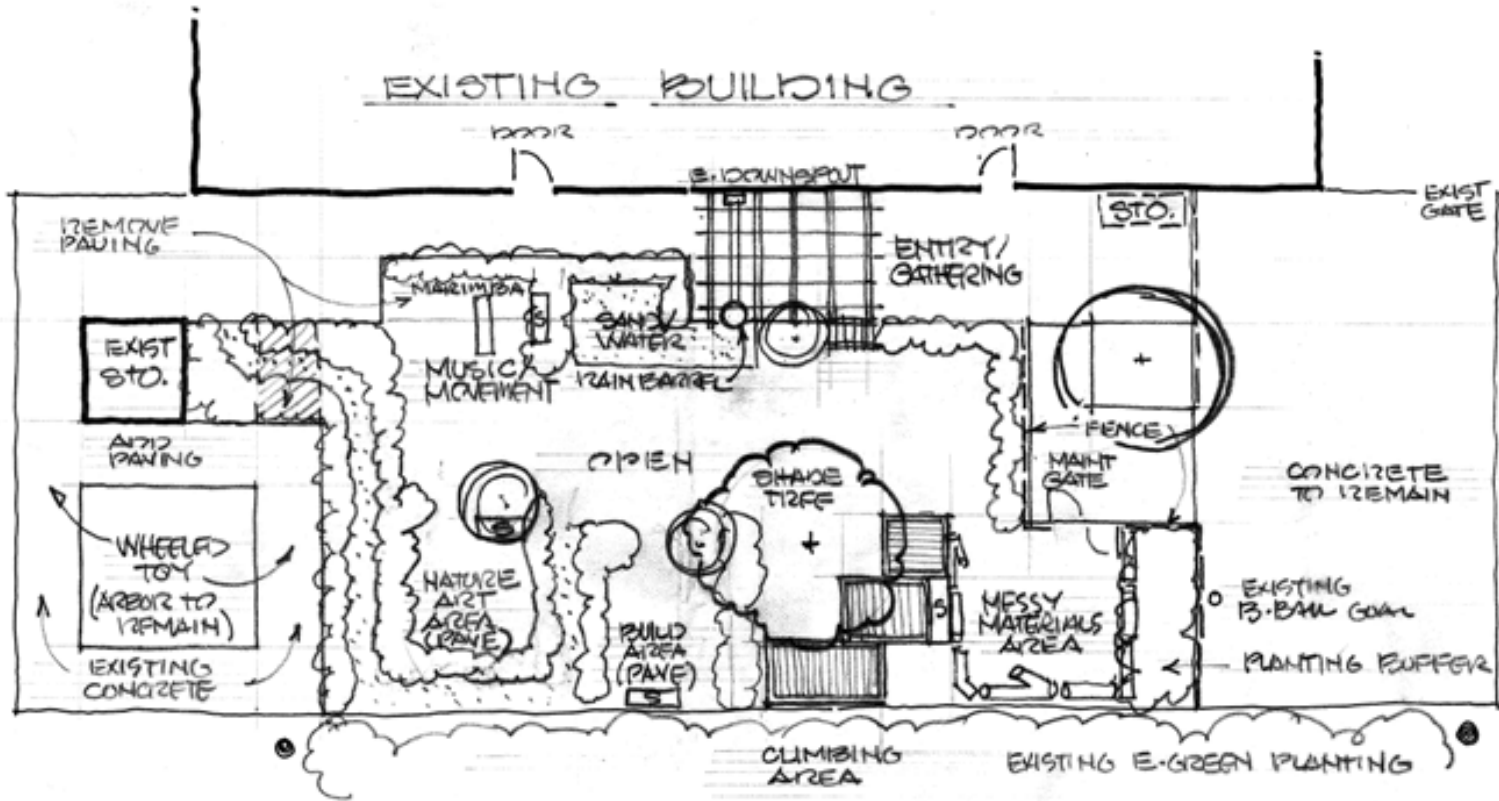 EXISTING BUILDING
DOOR
DOOR
E. DOWNSPOUT
STO.
EXIST
GATE
REMOVE
PAVING
ENTRY/
GATHERING
MARIMBA
S
SAND/
WATER
EXIST
STO.
MUSIC/
MOVEMENT
RAIN BARREL
FENCE
ADD
PAVING
OPEN
SHADE
TREE
MAINT
GATE
CONCRETE
TO REMAIN
S
WHEELED
TOY
(ARBOR TO
REMAIN)
NATURE
ART
AREA
(PAVE)
BUILD
AREA
(PAVE)
S
S
MESSY
MATERIALS
AREA
EXISTING
B-BALL GOAL
PLANTING BUFFER
EXISTING
CONCRETE
CLIMBING
AREA
EXISTING E-GREEN PLANTING